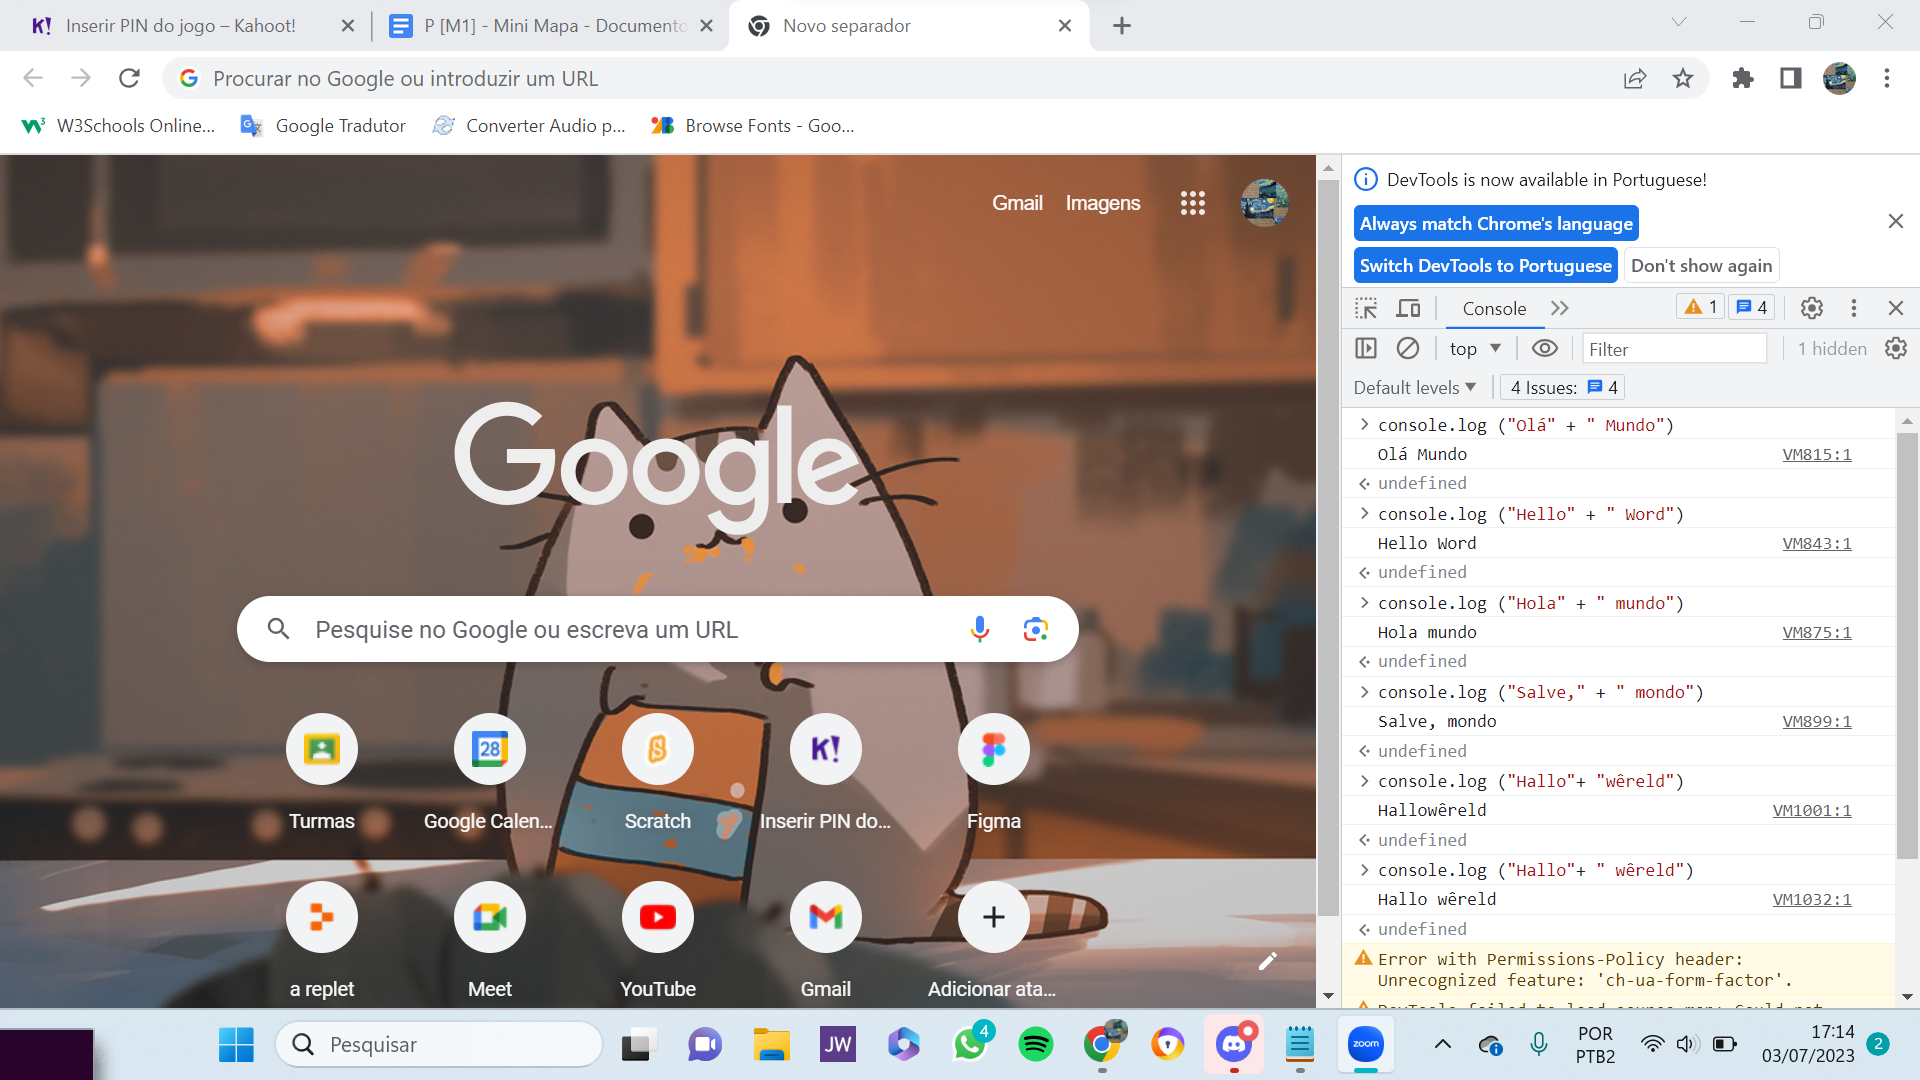 Inserir PIN do jogo – Kahoot!
P [M1] - Mini Mapa - Documento
Novo separador
Procurar no Google ou introduzir um URL
W3Schools Online...
Google Tradutor
Converter Audio p...
Browse Fonts - Goo...
Gmail
Imagens
Google
Pesquise no Google ou escreva um URL
Turmas
28
Google Calen...
Scratch
K!
Inserir PIN do...
Figma
a replet
Meet
YouTube
Gmail
Adicionar ata...
DevTools is now available in Portuguese!
Always match Chrome's language
Switch DevTools to Portuguese
Don't show again
Console
1
4
top
Filter
1 hidden
Default levels
4 Issues: 4
console.log ("Olá" + " Mundo")
Olá Mundo VM815:1
undefined
console.log ("Hello" + " Word")
Hello Word VM843:1
undefined
console.log ("Hola" + " mundo")
Hola mundo VM875:1
undefined
console.log ("Salve," + " mondo")
Salve, mondo VM899:1
undefined
console.log ("Hallo"+ "wêreld")
Hallowêreld VM1001:1
undefined
console.log ("Hallo"+ " wêreld")
Hallo wêreld VM1032:1
undefined
Error with Permissions-Policy header:
Unrecognized feature: 'ch-ua-form-factor'.
Pesquisar
JW
4
zoom
POR
PTB2
17:14
03/07/2023
2